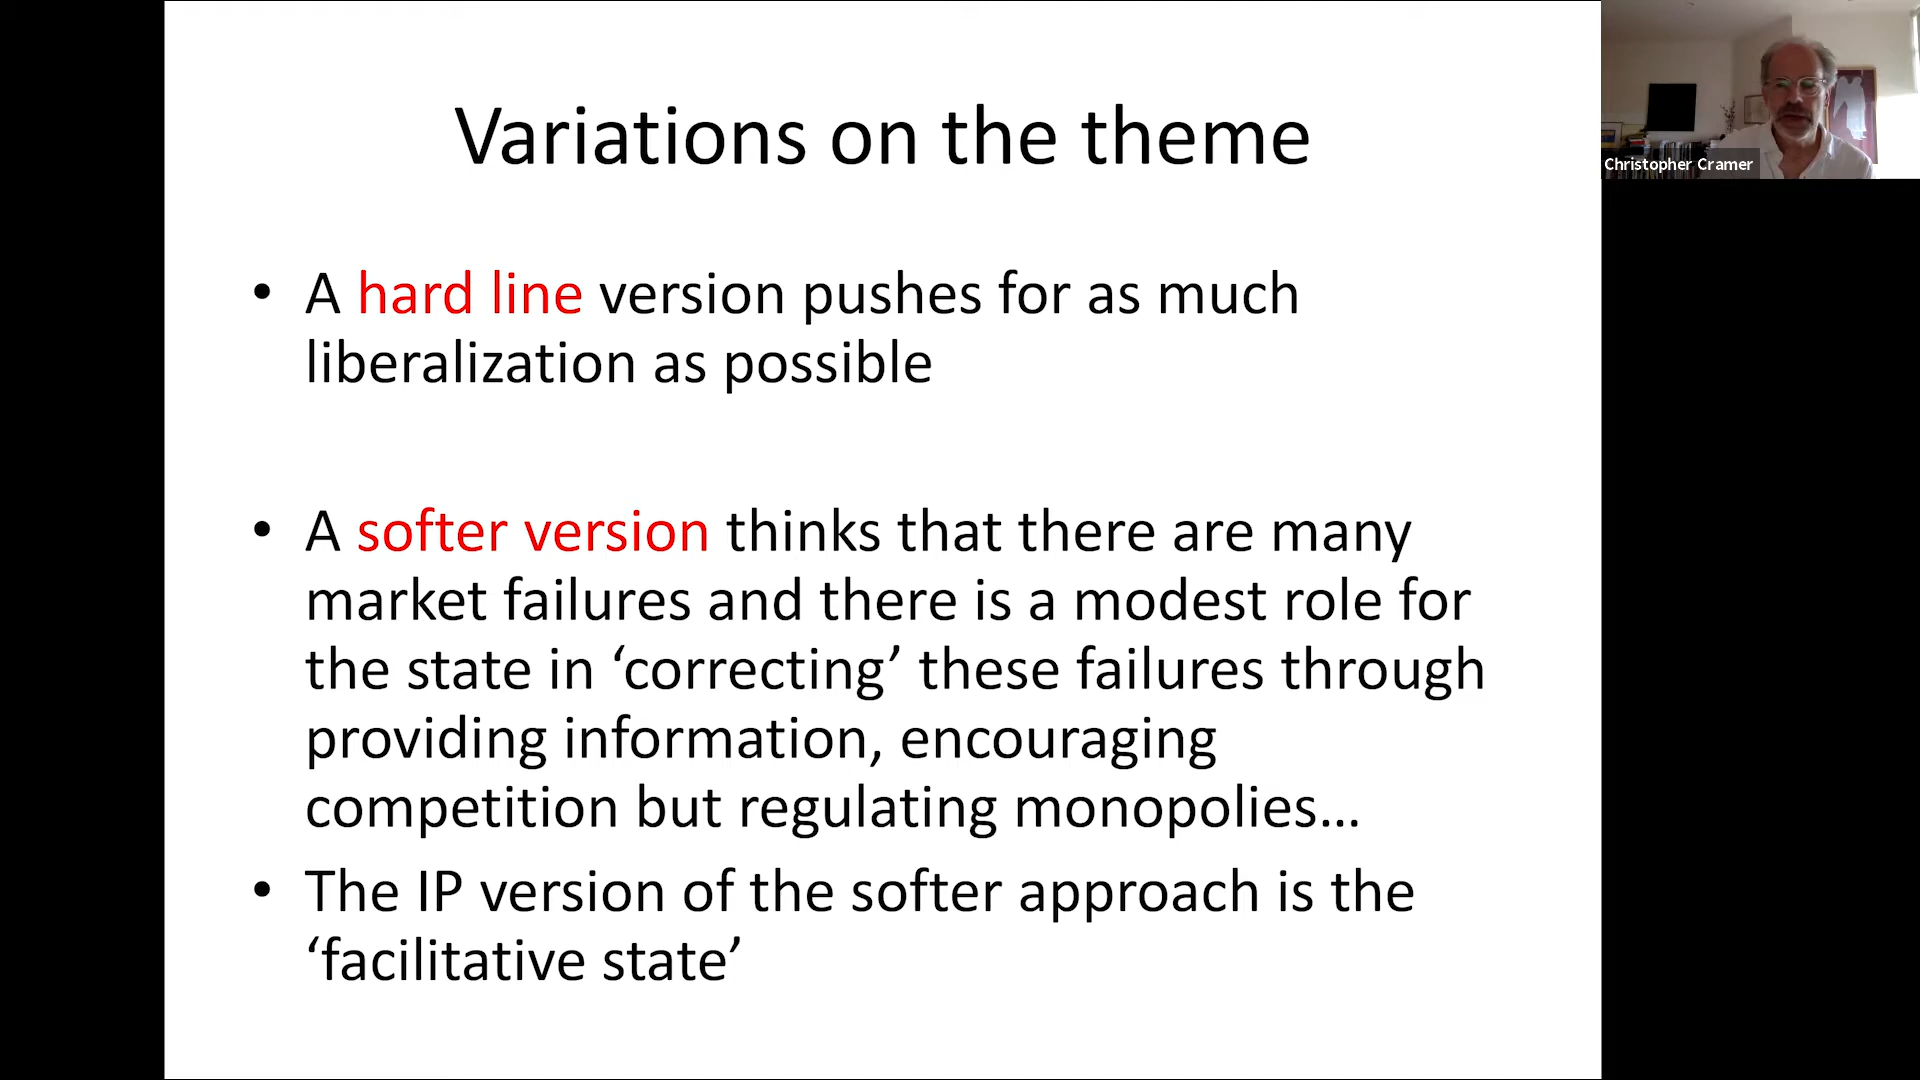 Variations on the theme
• A hard line version pushes for as much
liberalization as possible
• A softer version thinks that there are many
market failures and there is a modest role for
the state in ‘correcting’ these failures through
providing information, encouraging
competition but regulating monopolies…
• The IP version of the softer approach is the
‘facilitative state’
Christopher Cramer